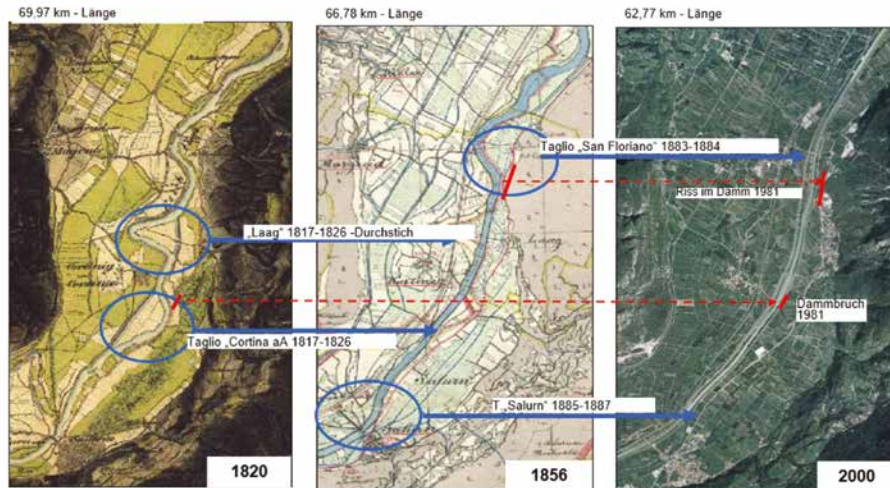 69,97 km - Länge
66,78 km - Länge
62,77 km - Länge
Taglio „San Floriano" 1883-1884
Riss im Damm 1981
„Laag" 1817-1826 -Durchstich
Dammbruch
1981
Taglio „Cortina aA 1817-1826
T. „Salurn" 1885-1887
Salurn
1820
1856
2000